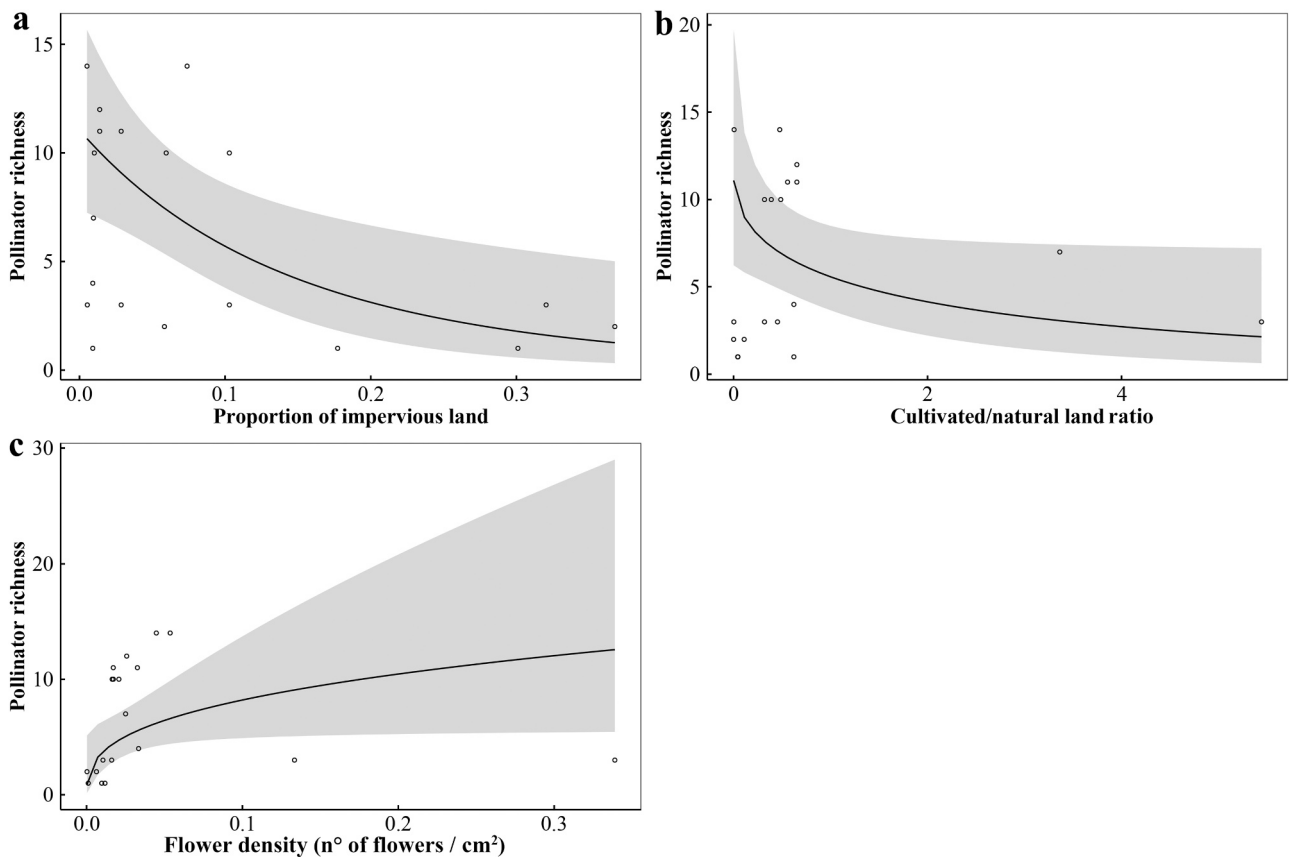 a
15
10
5
0
Pollinator richness
0.0 0.1 0.2 0.3
Proportion of impervious land
b
20
15
10
5
0
Pollinator richness
0 2 4
Cultivated/natural land ratio
c
30
20
10
0
Pollinator richness
0.0 0.1 0.2 0.3
Flower density (n° of flowers / cm²)